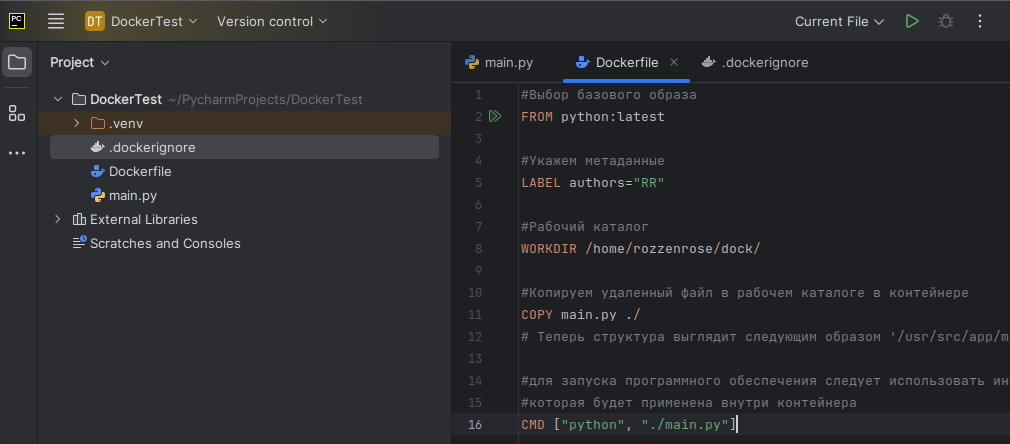 PC
DT DockerTest Version control Current File
Project
main.py Dockerfile .dockerignore
DockerTest ~/PycharmProjects/DockerTest
.venv
.dockerignore
Dockerfile
main.py
External Libraries
Scratches and Consoles
1 #Выбор базового образа
2 FROM python:latest
3
4 #Укажем метаданные
5 LABEL authors="RR"
6
7 #Рабочий каталог
8 WORKDIR /home/rozzenrose/dock/
9
10 #Копируем удаленный файл в рабочем каталоге в контейнере
11 COPY main.py ./
12 # Теперь структура выглядит следующим образом '/usr/src/app/m
13
14 #для запуска программного обеспечения следует использовать ин
15 #которая будет применена внутри контейнера
16 CMD ["python", "./main.py"]